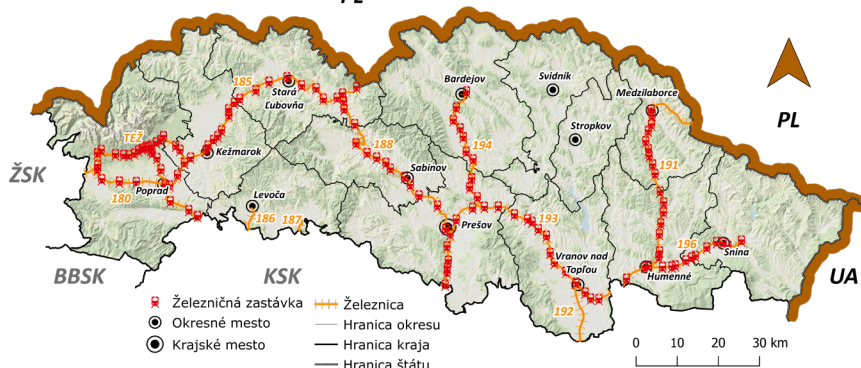 PL
185
Stará
Ľubovňa
Bardejov
Svidník
Medzilaborce
PL
TEŽ
188
194
Stropkov
191
ŽSK
Kežmarok
Sabinov
180
Poprad
Levoča
186
187
Prešov
193
196
Snina
Vranov nad
Topľou
Humenné
BBSK
KSK
UA
192
Železničná zastávka
Okresné mesto
Krajské mesto
Železnica
Hranica okresu
Hranica kraja
Hranica štátu
0 10 20 30 km